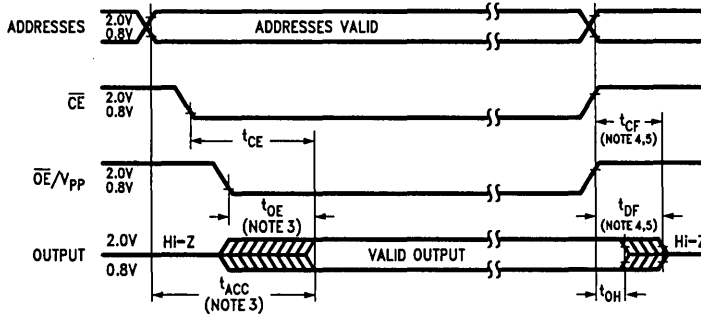 ADDRESSES 2.0V 0.8V ADDRESSES VALID
CE 2.0V 0.8V
tCE
tCF
(NOTE 4,5)
OE/VPP 2.0V 0.8V
tOE
(NOTE 3)
tDF
(NOTE 4,5)
OUTPUT 2.0V Hi-Z VALID OUTPUT Hi-Z
0.8V
tACC
(NOTE 3)
tOH